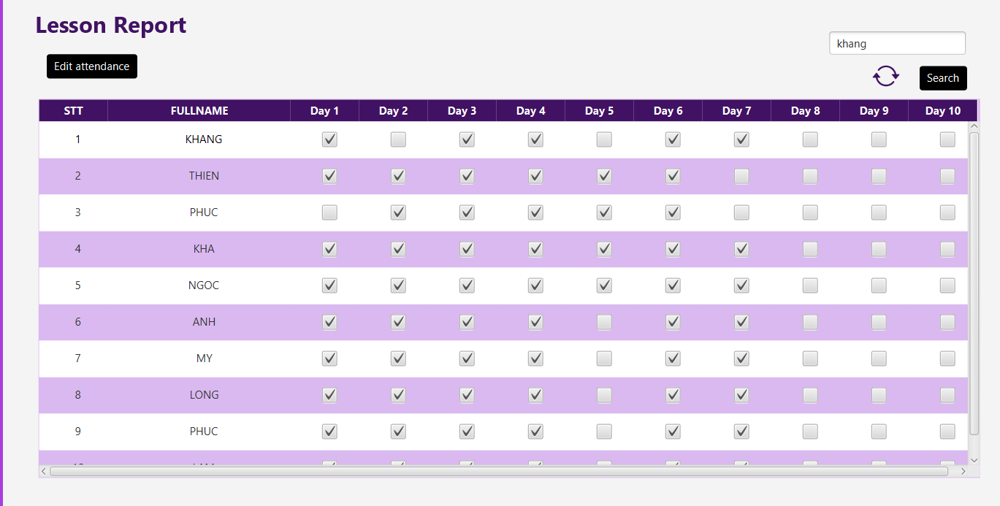 Lesson Report
khang
Edit attendance
Search
STT FULLNAME Day 1 Day 2 Day 3 Day 4 Day 5 Day 6 Day 7 Day 8 Day 9 Day 10
1 KHANG
2 THIEN
3 PHUC
4 KHA
5 NGOC
6 ANH
7 MY
8 LONG
9 PHUC